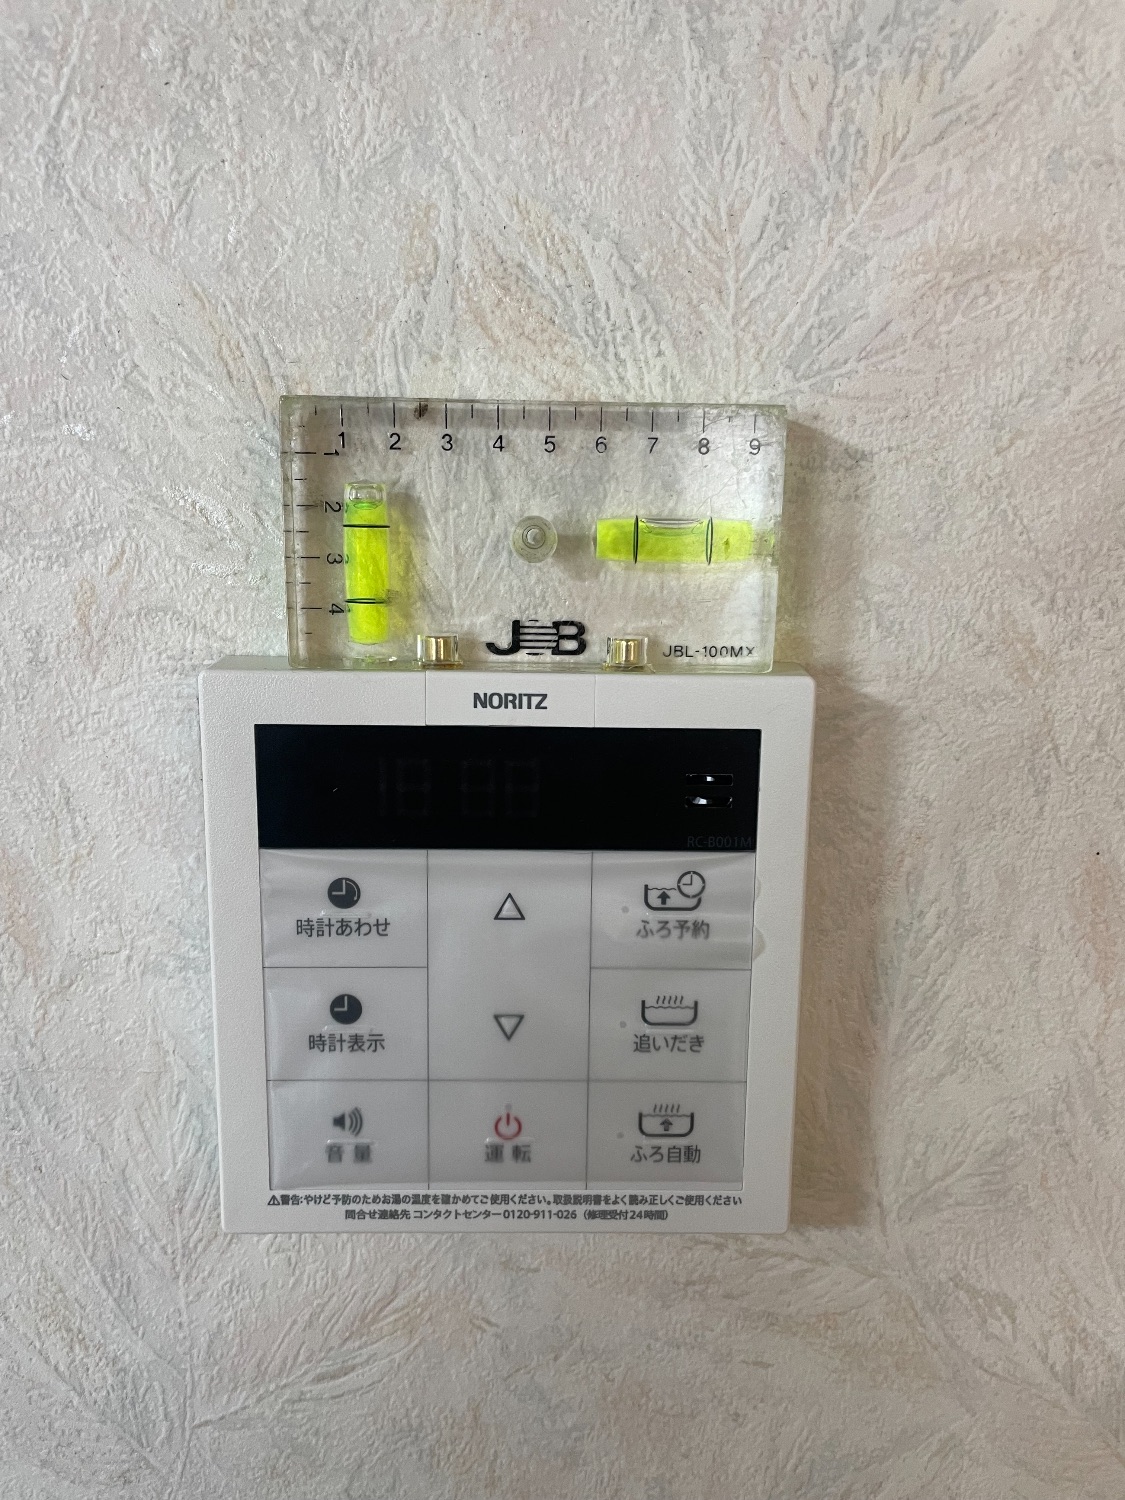 1 2 3 4 5 6 7 8 9
1
2
3
4
JOB
JBL-100MX
NORITZ
RC-B001M
時計あわせ
ふろ予約
時計表示
追いだき
音量
運転
ふろ自動
⚠警告:やけど予防のためお湯の温度を確かめてご使用ください。取扱説明書をよく読み正しくご使用ください
問合せ連絡先 コンタクトセンター0120-911-026（修理受付24時間）